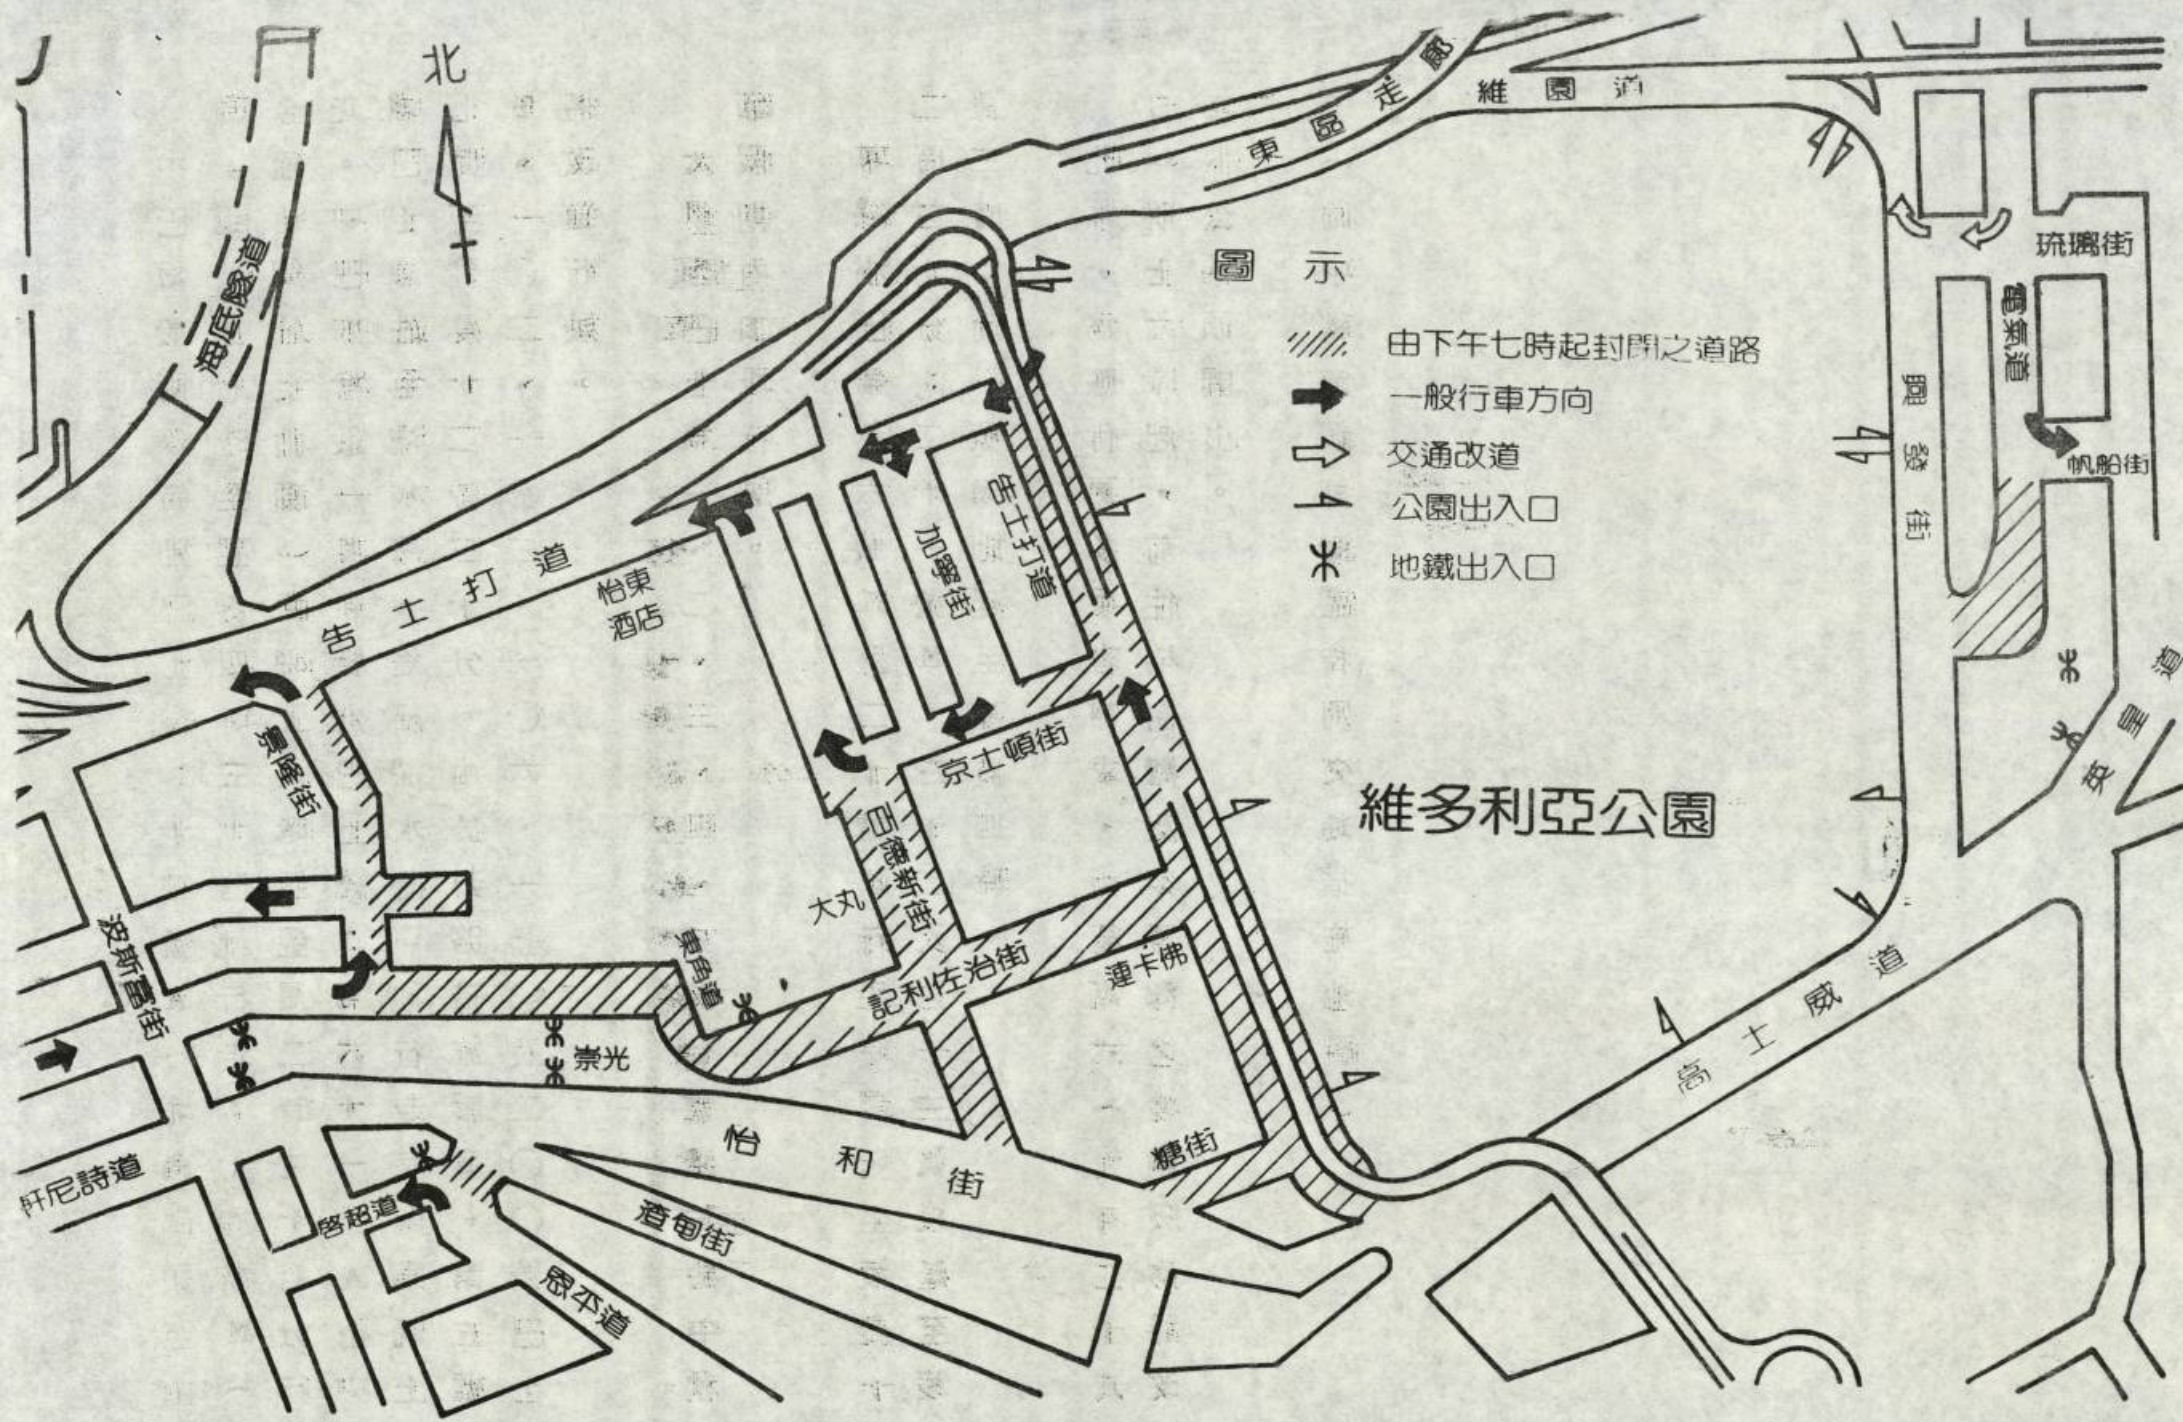 北
海底隧道
東區走廊
維園道
圖示
由下午七時起封閉之道路
一般行車方向
交通改道
公園出入口
地鐵出入口
琉璃街
電氣道
帆船街
興發街
英皇道
告士打道
怡東
酒店
加寧街
告士打道
景隆街
京士頓街
百德新街
大丸
維多利亞公園
波斯富街
東角道
記利佐治街
連卡佛
崇光
高士威道
怡和街
糖街
軒尼詩道
啓超道
渣甸街
恩平道